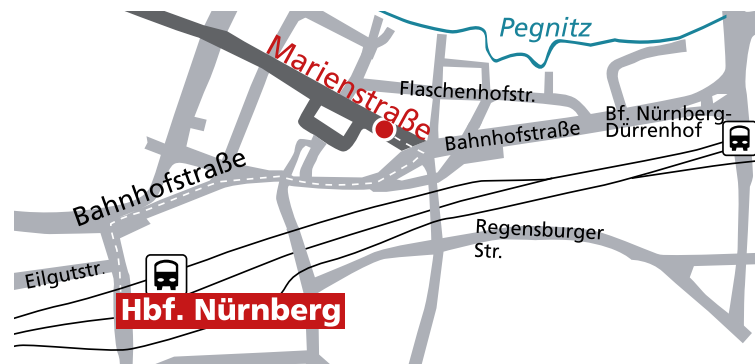 Pegnitz
Marienstraße
Flaschenhofstr.
Bf. Nürnberg-
Dürrenhof
Bahnhofstraße
Bahnhofstraße
Regensburger
Str.
Eilgutstr.
Hbf. Nürnberg